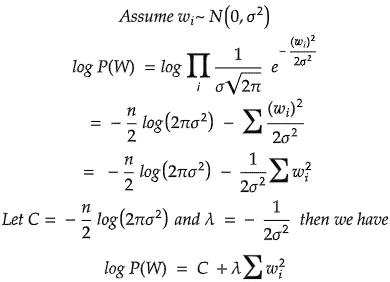 Assume wᵢ~ N(0, σ²)
log P(W) = log ∏ᵢ 1/(σ√(2π)) e^(−(wᵢ)²/(2σ²))
= − n/2 log(2πσ²) − ∑ (wᵢ)²/(2σ²)
= − n/2 log(2πσ²) − 1/(2σ²) ∑ wᵢ²
Let C = − n/2 log(2πσ²) and λ = − 1/(2σ²) then we have
log P(W) = C + λ∑ wᵢ²